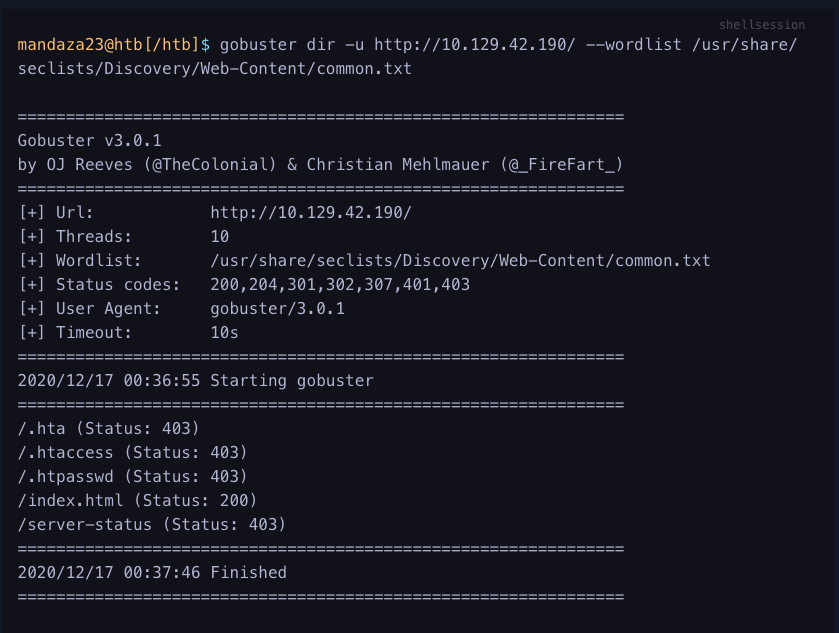 shellsession
mandaza23@htb[/htb]$ gobuster dir -u http://10.129.42.190/ --wordlist /usr/share/
seclists/Discovery/Web-Content/common.txt
===============================================================
Gobuster v3.0.1
by OJ Reeves (@TheColonial) & Christian Mehlmauer (@_FireFart_)
===============================================================
[+] Url:            http://10.129.42.190/
[+] Threads:        10
[+] Wordlist:       /usr/share/seclists/Discovery/Web-Content/common.txt
[+] Status codes:   200,204,301,302,307,401,403
[+] User Agent:     gobuster/3.0.1
[+] Timeout:        10s
===============================================================
2020/12/17 00:36:55 Starting gobuster
===============================================================
/.hta (Status: 403)
/.htaccess (Status: 403)
/.htpasswd (Status: 403)
/index.html (Status: 200)
/server-status (Status: 403)
===============================================================
2020/12/17 00:37:46 Finished
===============================================================